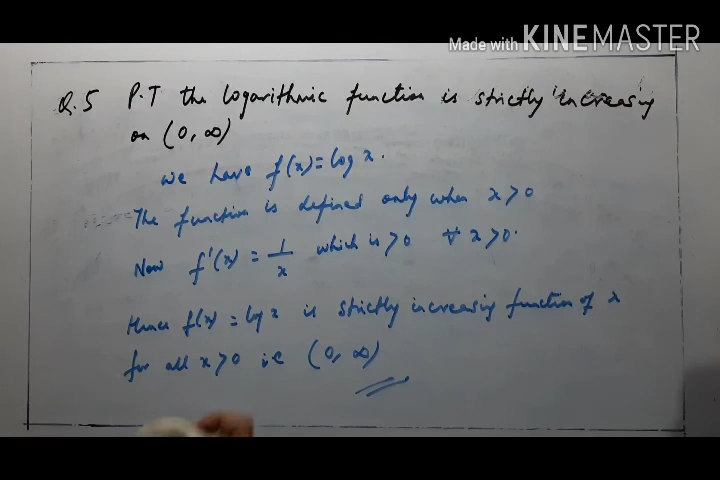 Made with KINEMASTER
Q.5 P.T the logarithmic function is strictly increasing
on (0, ∞)
we have f(x) = log x.
The function is defined only when x > 0
Now f'(x) = 1/x which is > 0 ∀ x > 0.
Hence f(x) = log x is strictly increasing function of x
for all x > 0 i.e (0, ∞)